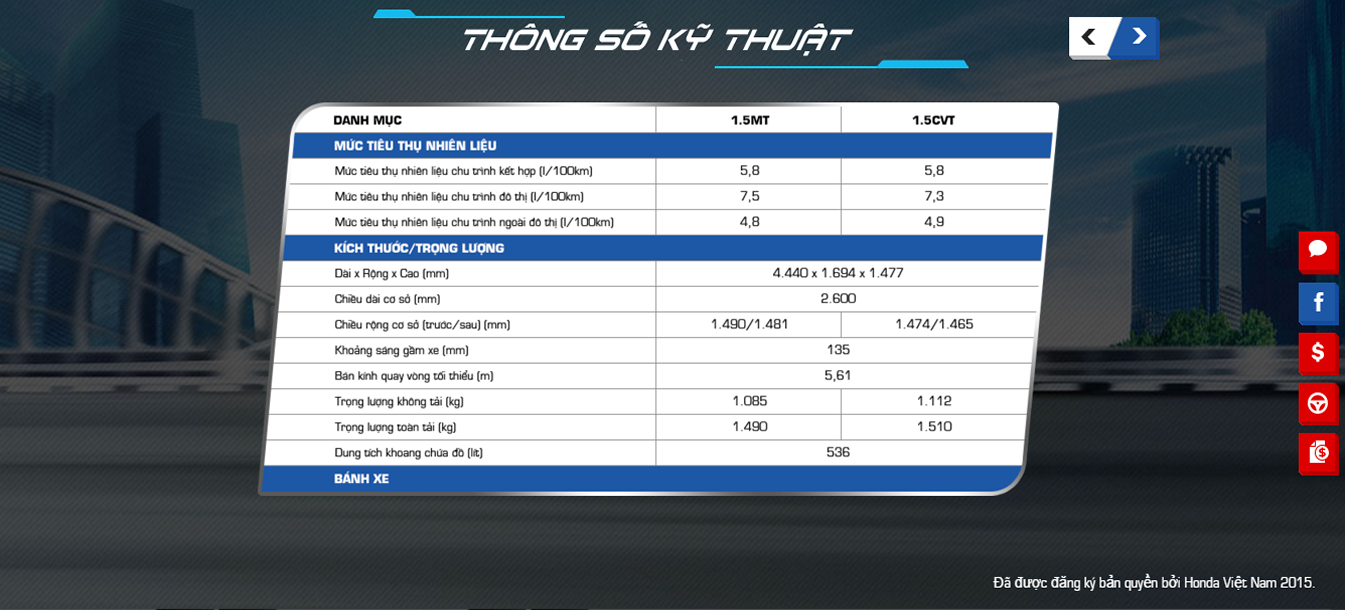 THÔNG SỐ KỸ THUẬT
DANH MỤC 1.5MT 1.5CVT
MỨC TIÊU THỤ NHIÊN LIỆU
Mức tiêu thụ nhiên liệu chu trình kết hợp (l/100km) 5,8 5,8
Mức tiêu thụ nhiên liệu chu trình đô thị (l/100km) 7,5 7,3
Mức tiêu thụ nhiên liệu chu trình ngoài đô thị (l/100km) 4,8 4,9
KÍCH THƯỚC/TRỌNG LƯỢNG
Dài x Rộng x Cao (mm) 4.440 x 1.694 x 1.477
Chiều dài cơ sở (mm) 2.600
Chiều rộng cơ sở (trước/sau) (mm) 1.490/1.481 1.474/1.465
Khoảng sáng gầm xe (mm) 135
Bán kính quay vòng tối thiểu (m) 5,61
Trọng lượng không tải (kg) 1.085 1.112
Trọng lượng toàn tải (kg) 1.490 1.510
Dung tích khoang chứa đồ (lít) 536
BÁNH XE
Đã được đăng ký bản quyền bởi Honda Việt Nam 2015.